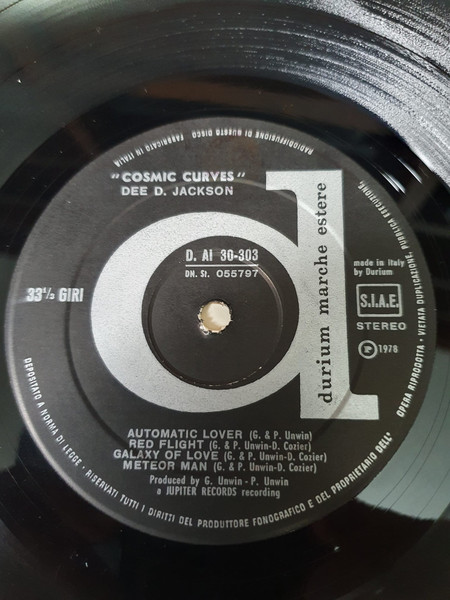 "COSMIC CURVES"
DEE D. JACKSON
D. AI 30-303
DN. St. 055797
33⅓ GIRI
d
durium marche estere
made in Italy
by Durium
S.I.A.E.
STEREO
Ⓟ 1978
AUTOMATIC LOVER (G. & P. Unwin)
RED FLIGHT (G. & P. Unwin-D. Cozier)
GALAXY OF LOVE (G. & P. Unwin-D. Cozier)
METEOR MAN (G. & P. Unwin-D. Cozier)
Produced by G. Unwin - P. Unwin
a JUPITER RECORDS recording
DEPOSITATO A NORMA DI LEGGE - RISERVATI TUTTI I DIRITTI DEL PRODUTTORE FONOGRAFICO E DEL PROPRIETARIO DELL' OPERA RIPRODOTTA - VIETATA DUPLICAZIONE, PUBBLICA ESECUZIONE, RADIODIFFUSIONE DI QUESTO DISCO FABBRICATO IN ITALIA